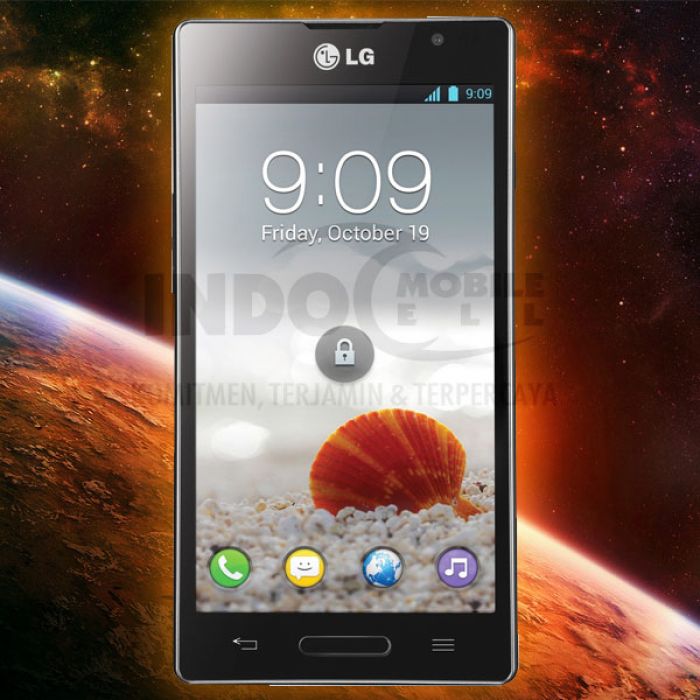 LG
9:09
9:09
Friday, October 19
INDO MOBILE
CELL
KOMITMEN, TERJAMIN & TERPERCAYA